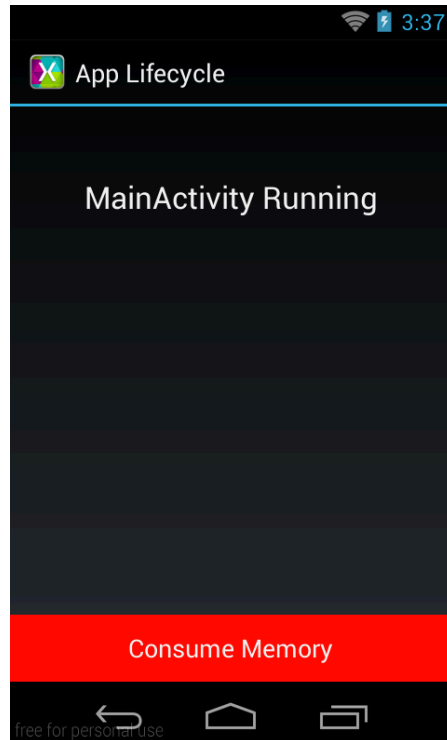 3:37
App Lifecycle
MainActivity Running
Consume Memory
free for personal use